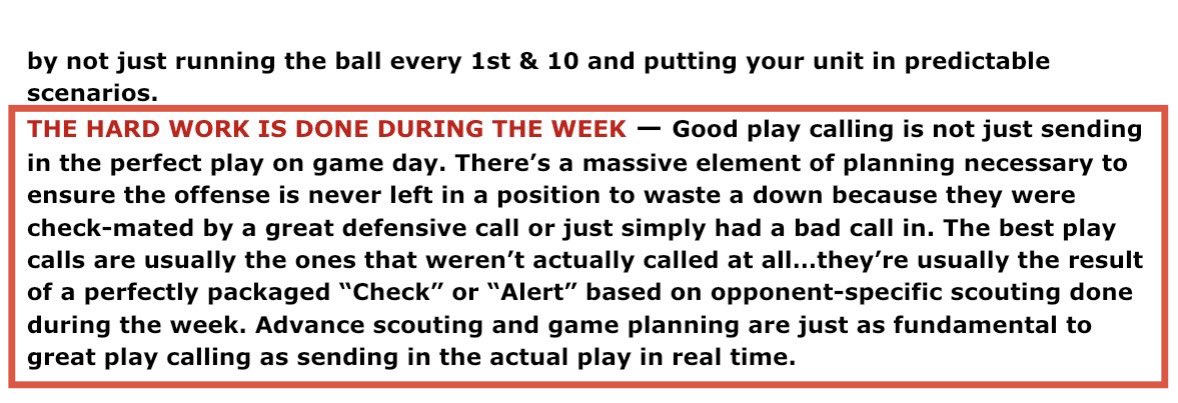 by not just running the ball every 1st & 10 and putting your unit in predictable
scenarios.
THE HARD WORK IS DONE DURING THE WEEK — Good play calling is not just sending
in the perfect play on game day. There’s a massive element of planning necessary to
ensure the offense is never left in a position to waste a down because they were
check-mated by a great defensive call or just simply had a bad call in. The best play
calls are usually the ones that weren’t actually called at all...they’re usually the result
of a perfectly packaged “Check” or “Alert” based on opponent-specific scouting done
during the week. Advance scouting and game planning are just as fundamental to
great play calling as sending in the actual play in real time.